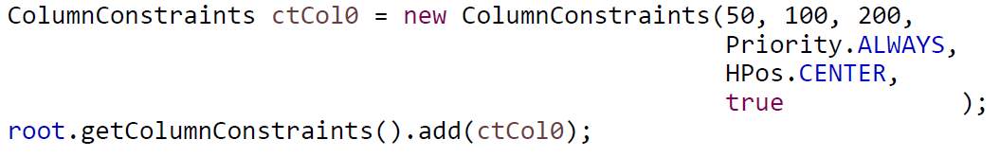 ColumnConstraints ctCol0 = new ColumnConstraints(50, 100, 200,
Priority.ALWAYS,
HPos.CENTER,
true );
root.getColumnConstraints().add(ctCol0);